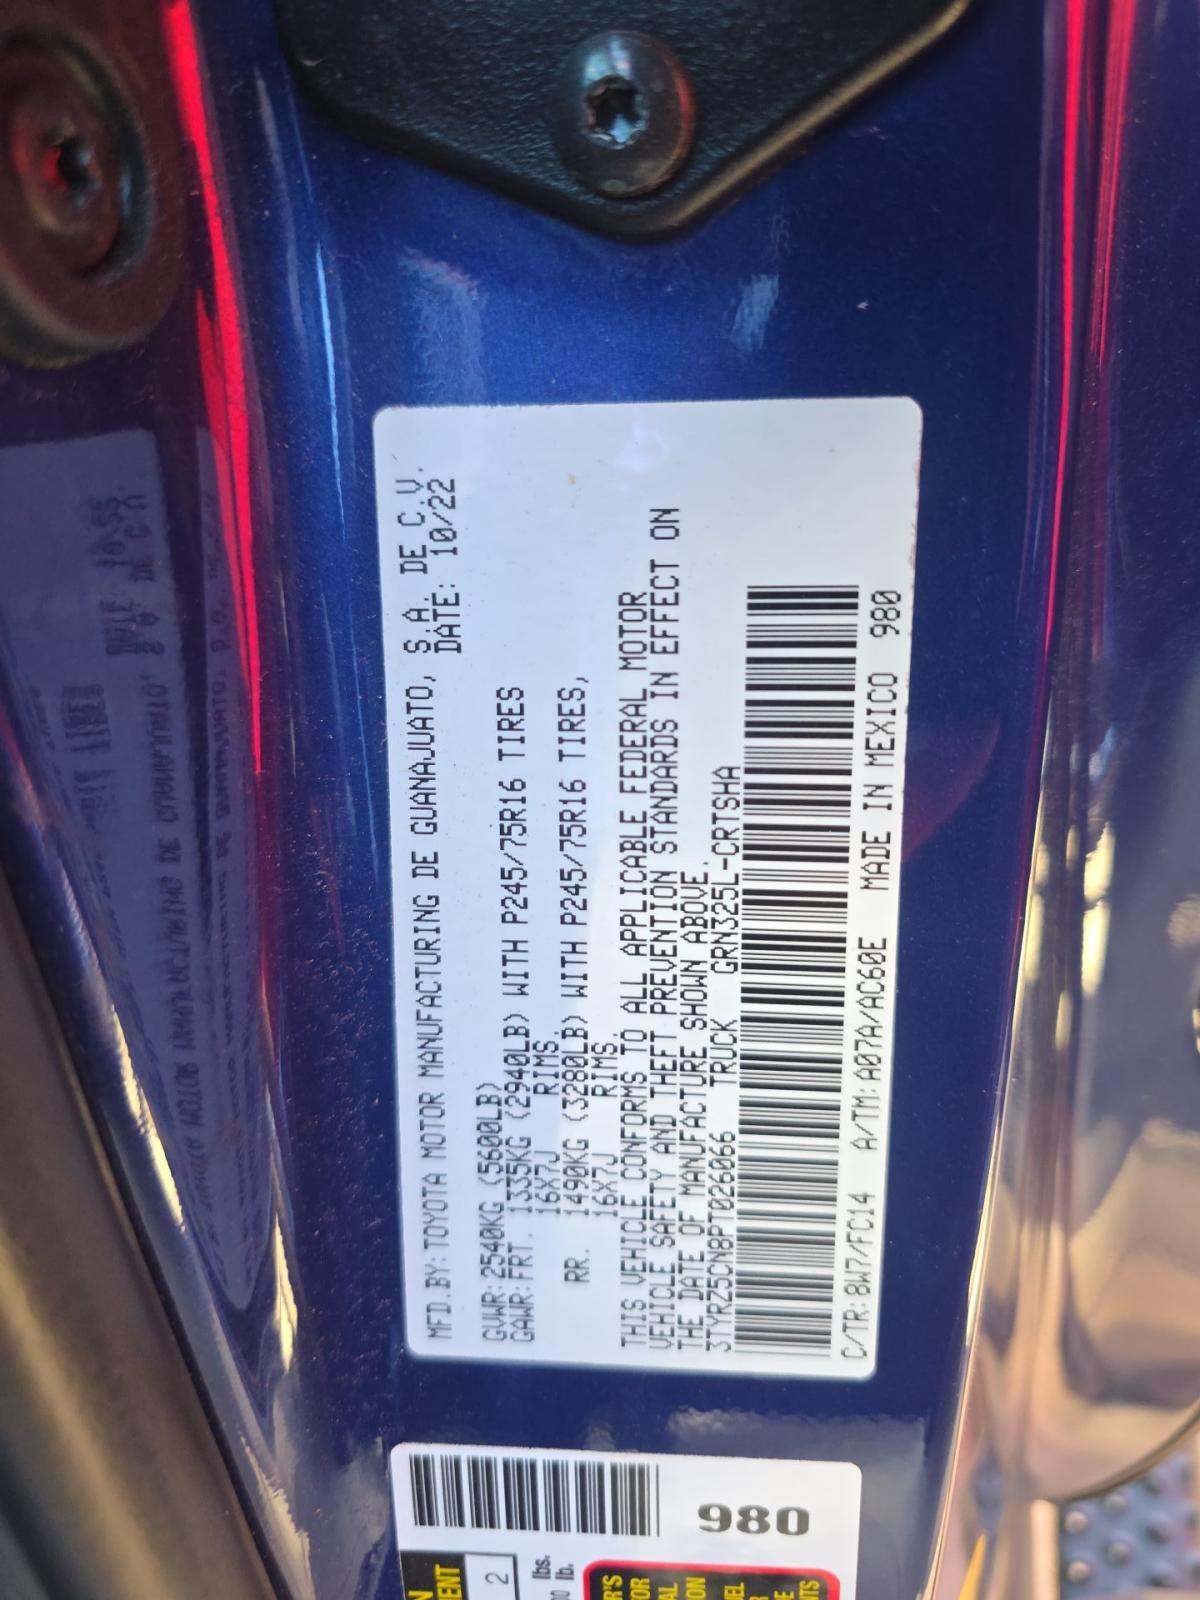 MFD.BY:TOYOTA MOTOR MANUFACTURING DE GUANAJUATO, S.A. DE C.V.
DATE: 10/22
GVWR:2540KG (5600LB)
GAWR:FRT. 1335KG (2940LB) WITH P245/75R16 TIRES
16X7J RIMS.
RR. 1490KG (3280LB) WITH P245/75R16 TIRES,
16X7J RIMS.
THIS VEHICLE CONFORMS TO ALL APPLICABLE FEDERAL MOTOR
VEHICLE SAFETY AND THEFT PREVENTION STANDARDS IN EFFECT ON
THE DATE OF MANUFACTURE SHOWN ABOVE.
3TYRZ5CN8PT026066 TRUCK GRN325L-CRTSHA
C/TR:8W7/FC14 A/TM:A07A/AC60E MADE IN MEXICO 980
980
2
lbs.
lb.